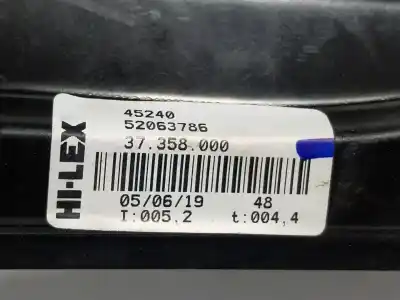 HI-LEX
45240
52063786
37.358.000
05/06/19 48
T:005,2 t:004,4